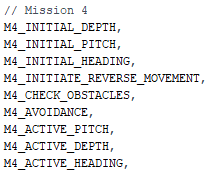 // Mission 4
M4_INITIAL_DEPTH,
M4_INITIAL_PITCH,
M4_INITIAL_HEADING,
M4_INITIATE_REVERSE_MOVEMENT,
M4_CHECK_OBSTACLES,
M4_AVOIDANCE,
M4_ACTIVE_PITCH,
M4_ACTIVE_DEPTH,
M4_ACTIVE_HEADING,